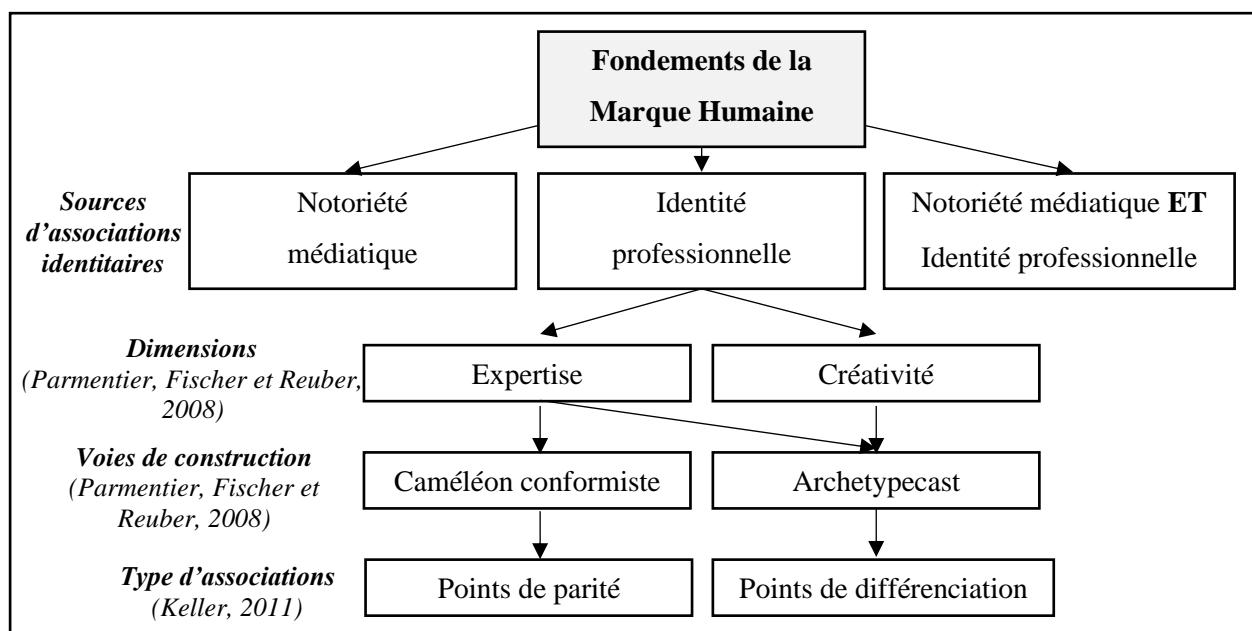 Fondements de la
Marque Humaine
Sources
d'associations
identitaires
Notoriété
médiatique
Identité
professionnelle
Notoriété médiatique ET
Identité professionnelle
Dimensions
(Parmentier, Fischer et Reuber,
2008)
Expertise
Créativité
Voies de construction
(Parmentier, Fischer et
Reuber, 2008)
Caméléon conformiste
Archetypecast
Type d'associations
(Keller, 2011)
Points de parité
Points de différenciation